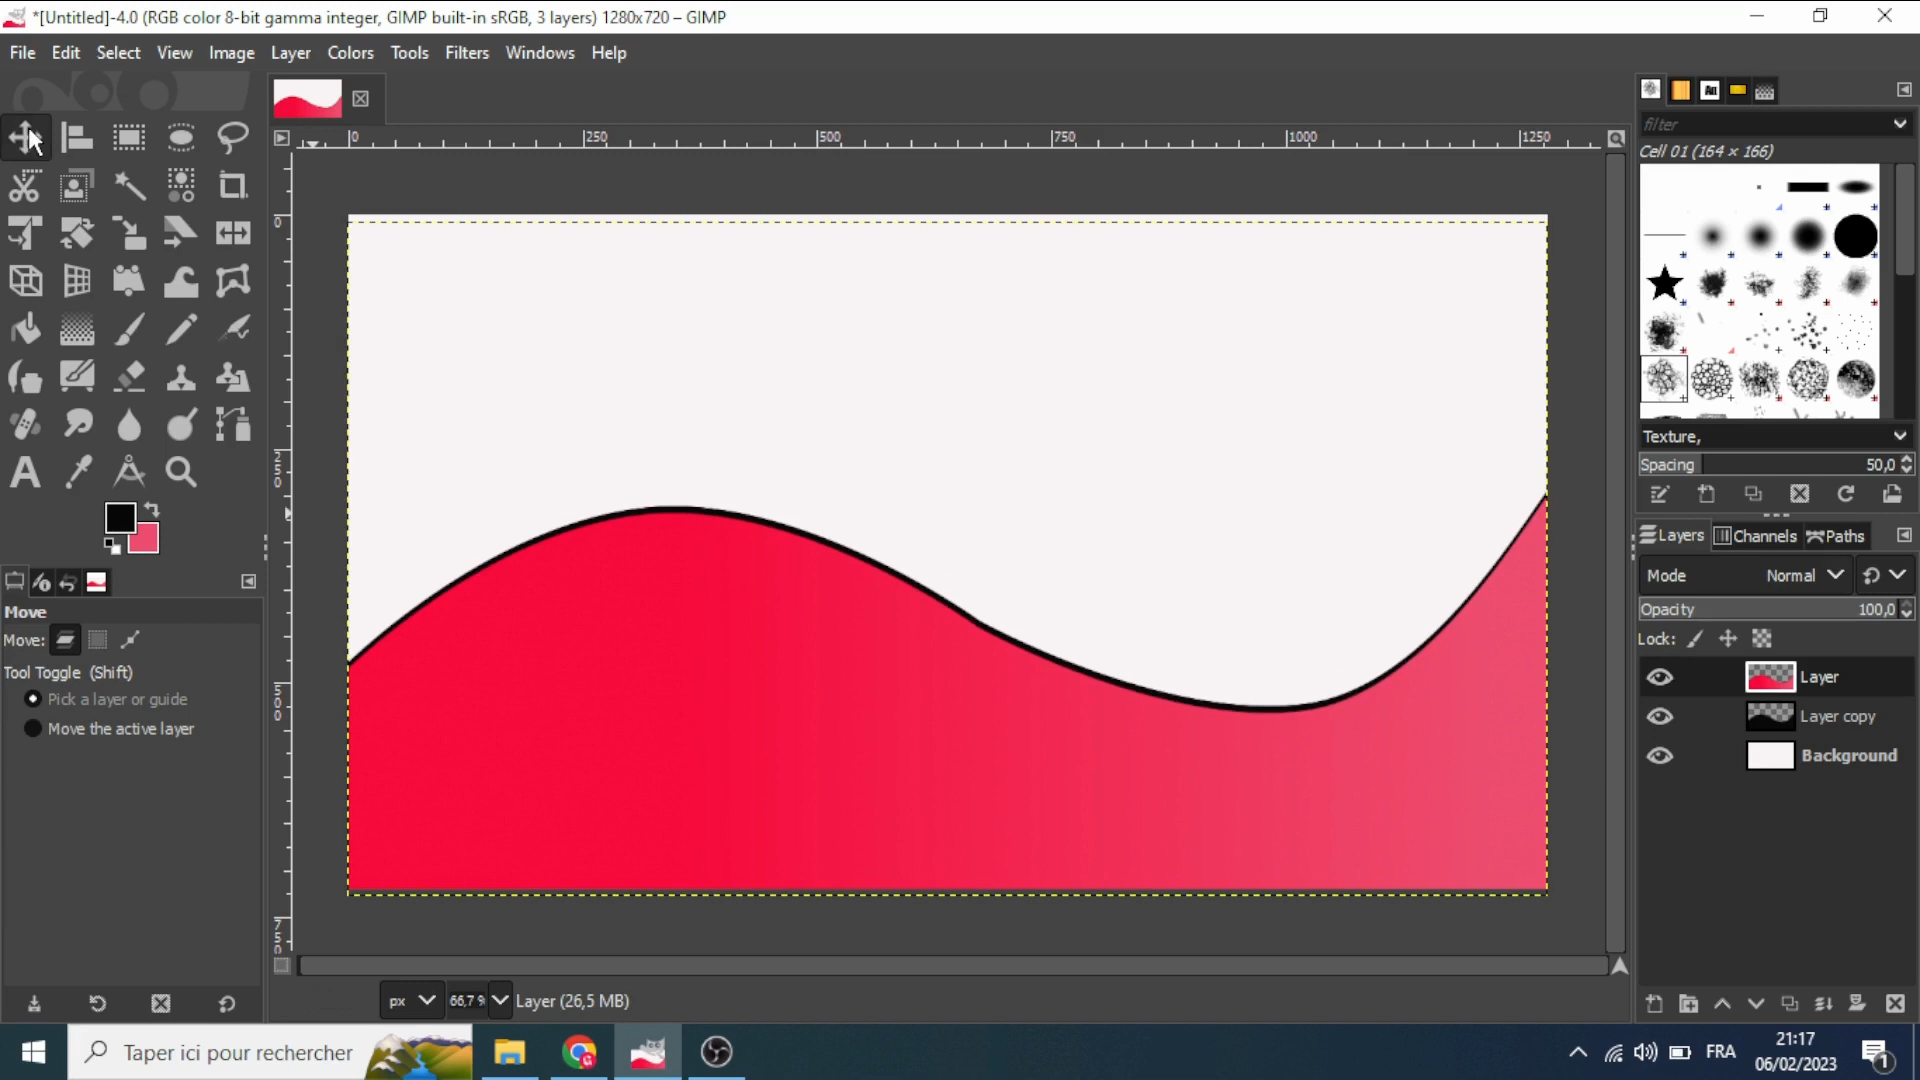 *[Untitled]-4.0 (RGB color 8-bit gamma integer, GIMP built-in sRGB, 3 layers) 1280x720 – GIMP
File Edit Select View Image Layer Colors Tools Filters Windows Help
filter
0 250 500 750 1000 1250
Cell 01 (164 × 166)
0
250
500
750
Aa
A
Texture,
Spacing 50,0
Layers Channels Paths
Mode Normal
Opacity 100,0
Lock:
Layer
Layer copy
Background
Move
Move:
Tool Toggle (Shift)
Pick a layer or guide
Move the active layer
px 66,7 % Layer (26,5 MB)
Taper ici pour rechercher
FRA
21:17
06/02/2023
1